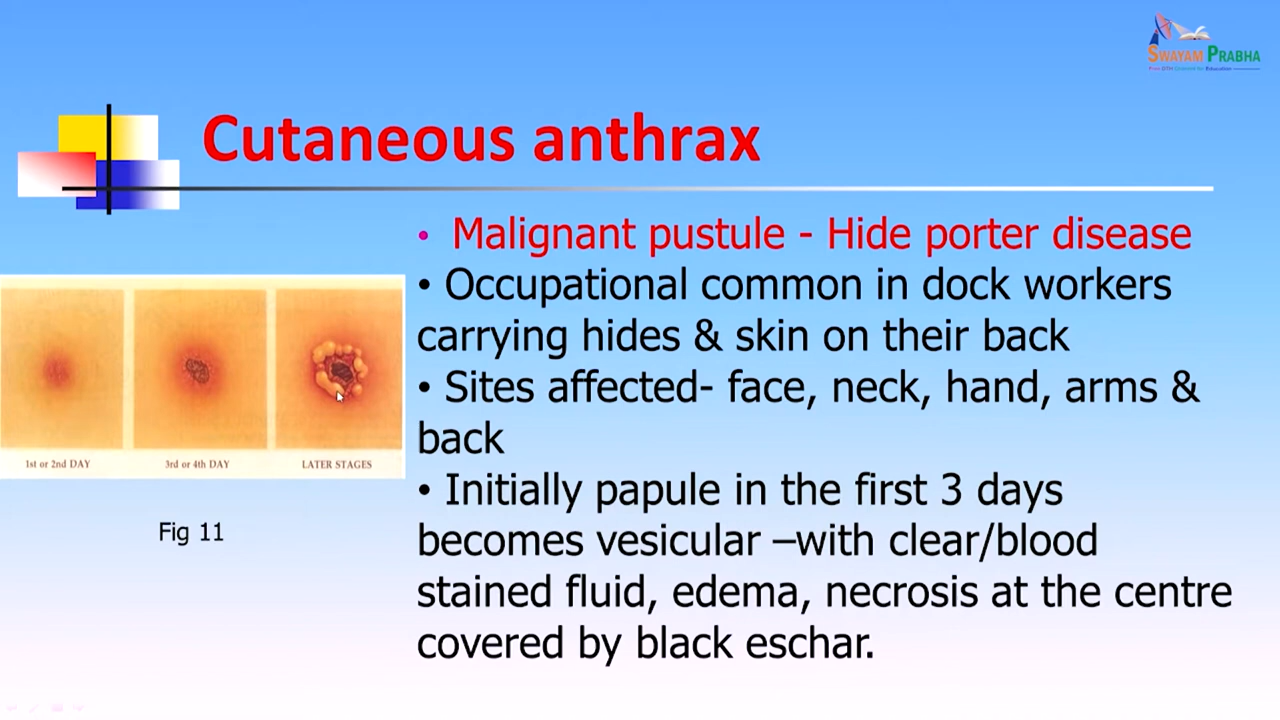 SWAYAM PRABHA
Cutaneous anthrax
• Malignant pustule - Hide porter disease
• Occupational common in dock workers
carrying hides & skin on their back
• Sites affected- face, neck, hand, arms &
back
• Initially papule in the first 3 days
becomes vesicular –with clear/blood
stained fluid, edema, necrosis at the centre
covered by black eschar.
1st or 2nd DAY
3rd or 4th DAY
LATER STAGES
Fig 11